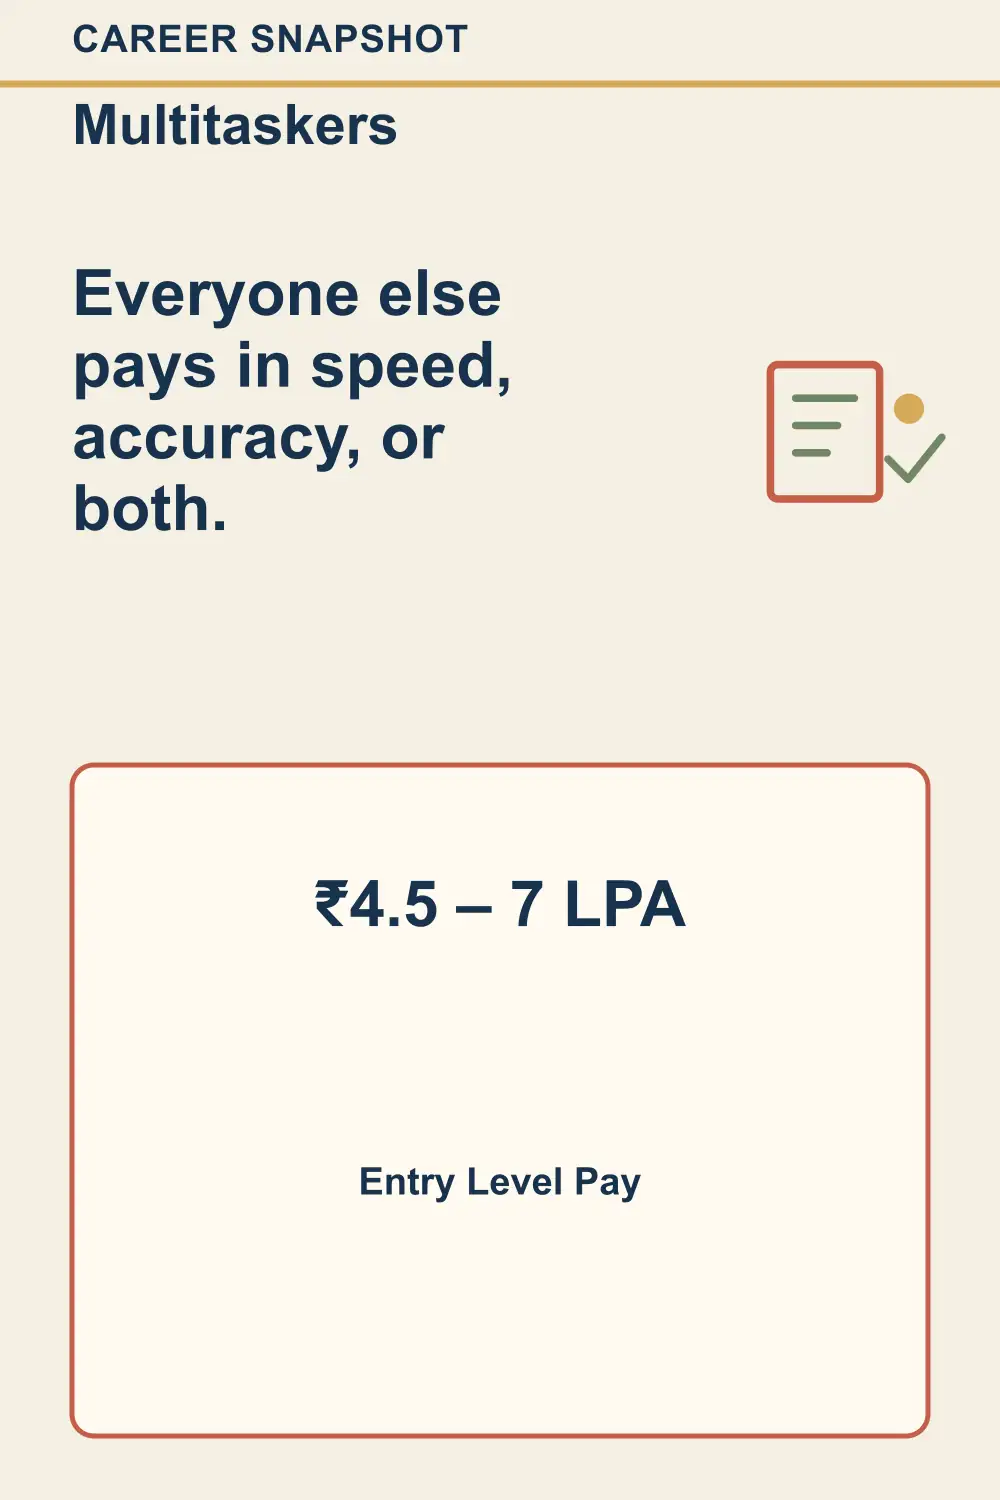 CAREER SNAPSHOT
Multitaskers
Everyone else
pays in speed,
accuracy, or
both.
₹4.5 – 7 LPA
Entry Level Pay